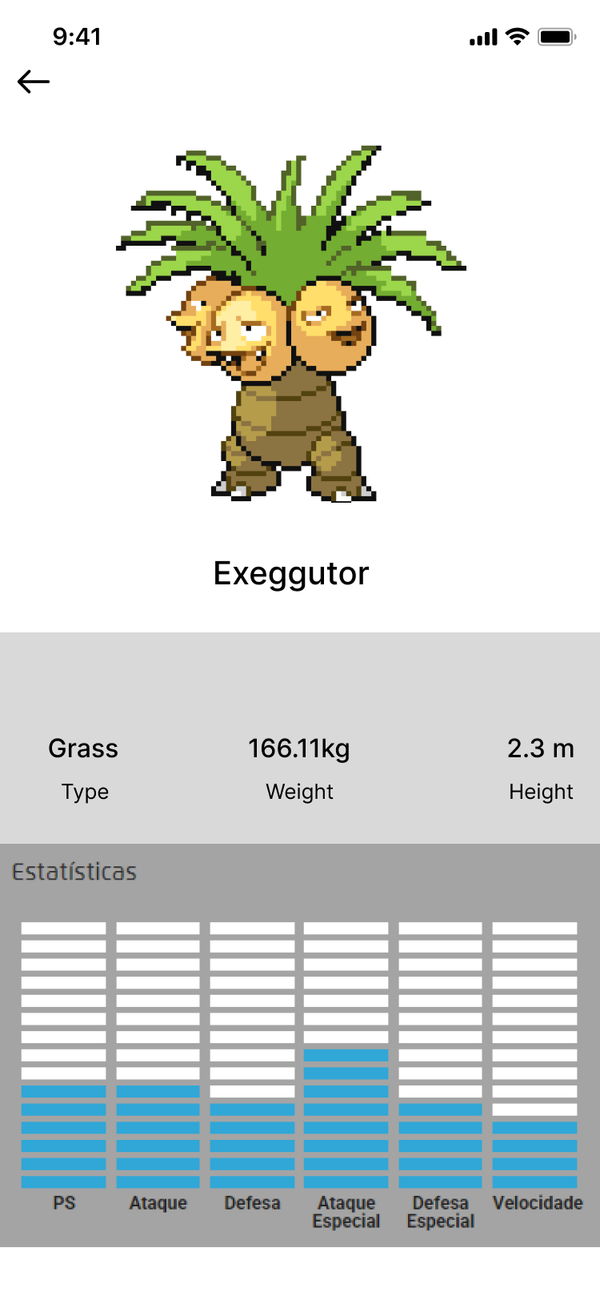 9:41
Exeggutor
Grass 166.11kg 2.3 m
Type Weight Height
Estatísticas
PS Ataque Defesa Ataque Especial Defesa Especial Velocidade